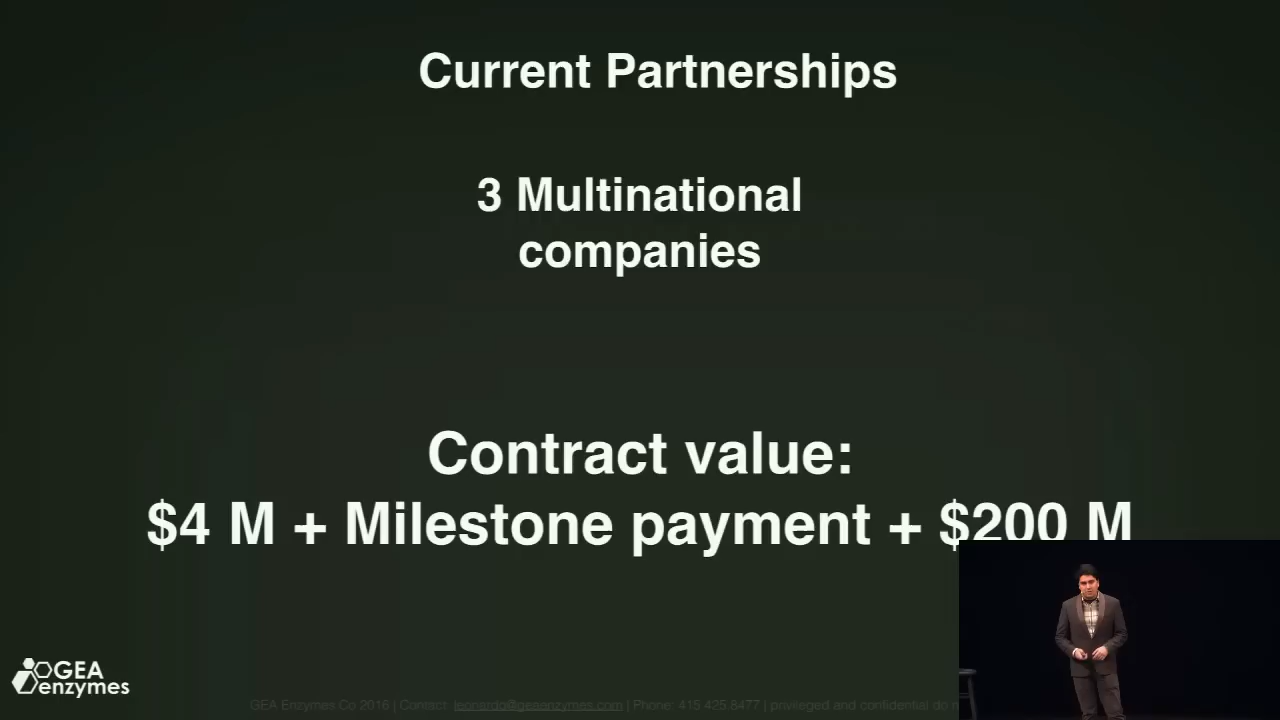 Current Partnerships
3 Multinational
companies
Contract value:
$4 M + Milestone payment + $200 M
GEA
enzymes
GEA Enzymes Co 2016 | Contact: leonardo@geaenzymes.com | Phone: 415.425.8477 | privileged and confidential do